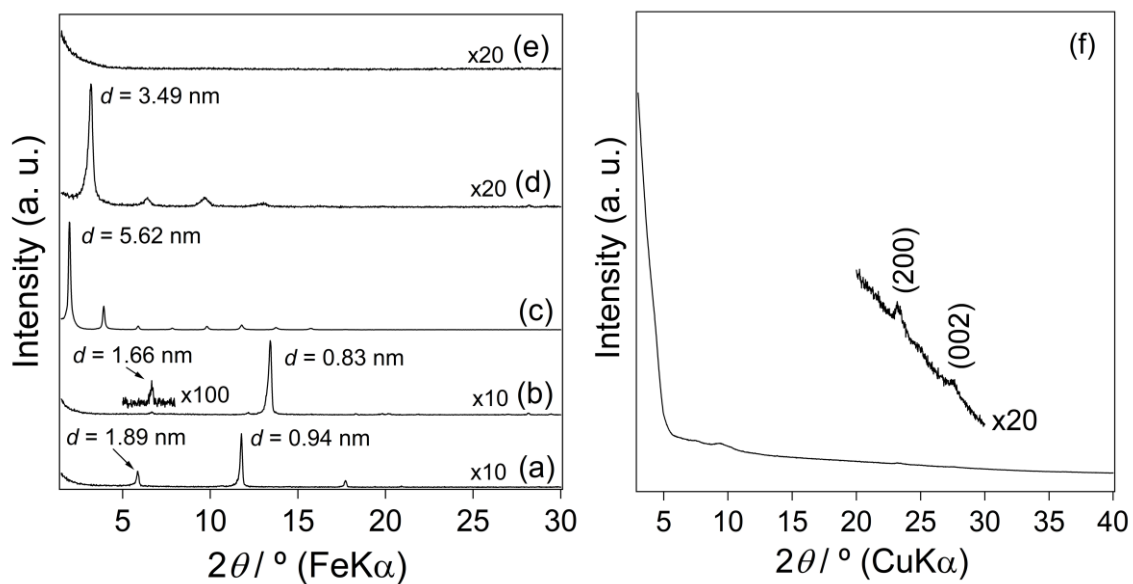 x20 (e)
d = 3.49 nm
x20 (d)
d = 5.62 nm
(c)
d = 1.66 nm
d = 0.83 nm
x100
x10 (b)
d = 1.89 nm
d = 0.94 nm
x10 (a)
Intensity (a. u.)
5 10 15 20 25 30
2θ / º (FeKα)
(f)
(200)
(002)
x20
Intensity (a. u.)
5 10 15 20 25 30 35 40
2θ / º (CuKα)